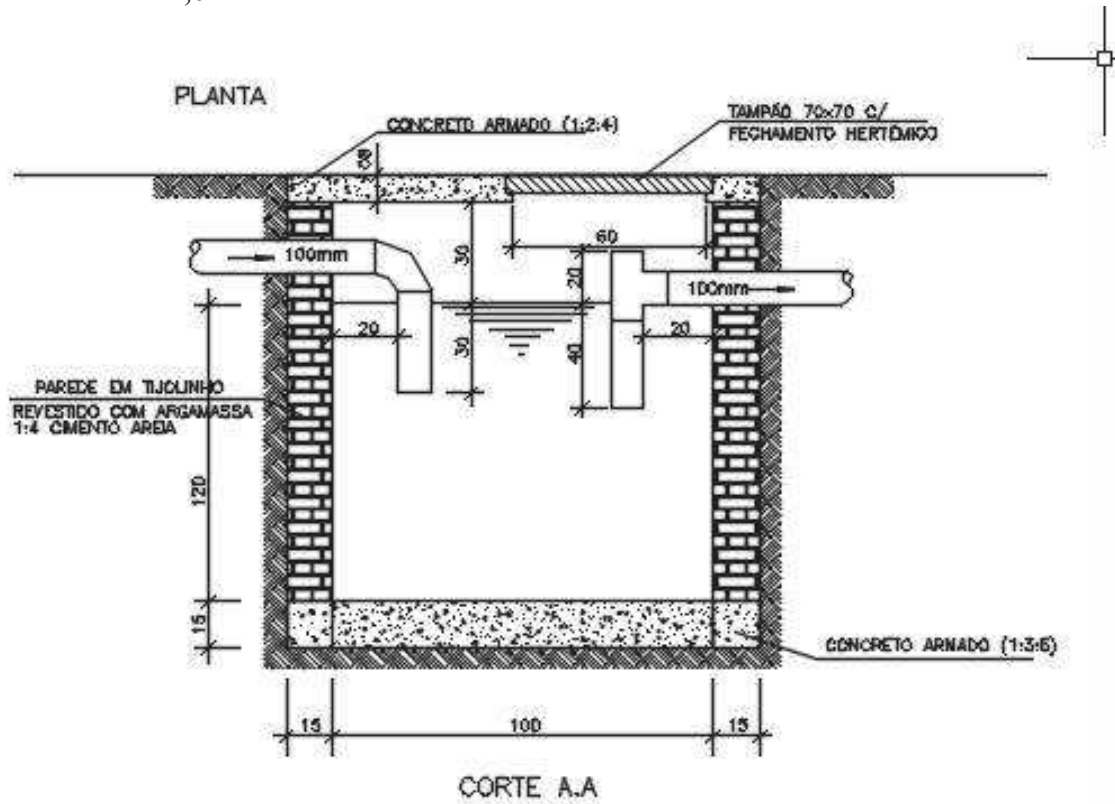 PLANTA
CONCRETO ARMADO (1:2:4)
TAMPÃO 70x70 C/
FECHAMENTO HERTÉMICO
08
60
100mm
30
20
100mm
20
30
40
20
PAREDE EM TIJOLINHO
REVESTIDO COM ARGAMASSA
1:4 CIMENTO AREIA
120
15
CONCRETO ARMADO (1:3:6)
15
100
15
CORTE A.A